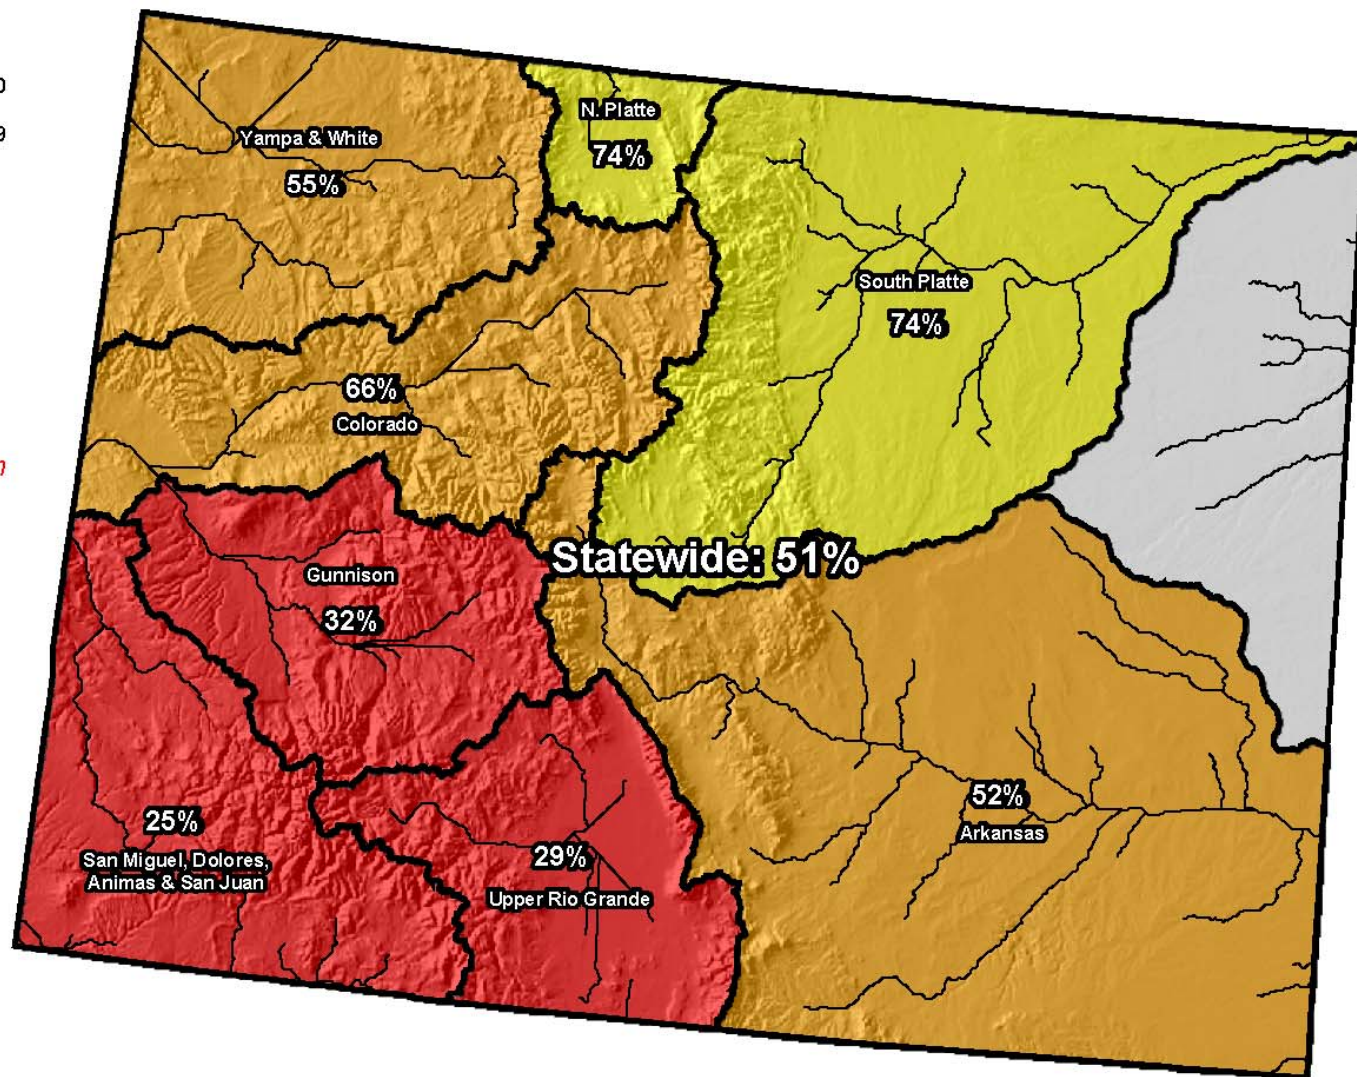 N. Platte
74%
Yampa & White
55%
South Platte
74%
66%
Colorado
Statewide: 51%
Gunnison
32%
52%
Arkansas
25%
San Miguel, Dolores,
Animas & San Juan
29%
Upper Rio Grande